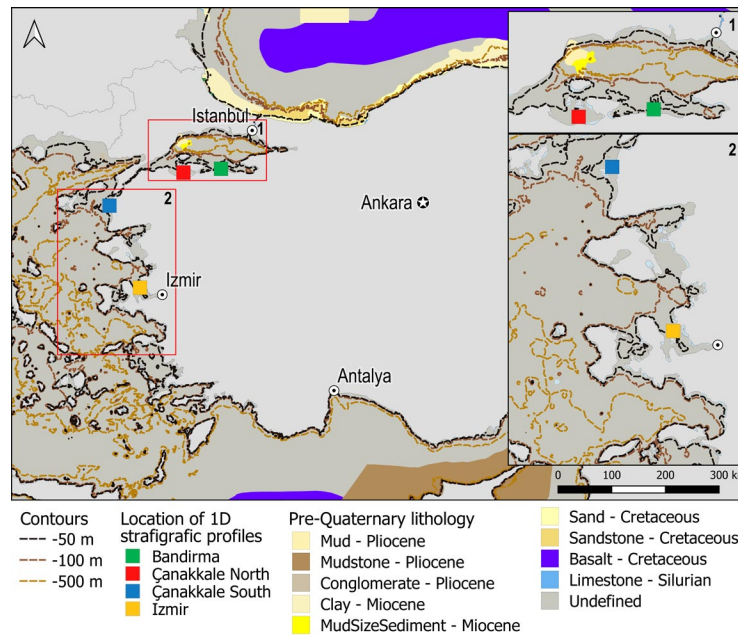 1
Istanbul
1
2
Ankara
Izmir
Antalya
2
0 100 200 300 k
Contours
-50 m
-100 m
-500 m
Location of 1D
strafigrafic profiles
Bandirma
Çanakkale North
Çanakkale South
Izmir
Pre-Quaternary lithology
Mud - Pliocene
Mudstone - Pliocene
Conglomerate - Pliocene
Clay - Miocene
MudSizeSediment - Miocene
Sand - Cretaceous
Sandstone - Cretaceous
Basalt - Cretaceous
Limestone - Silurian
Undefined